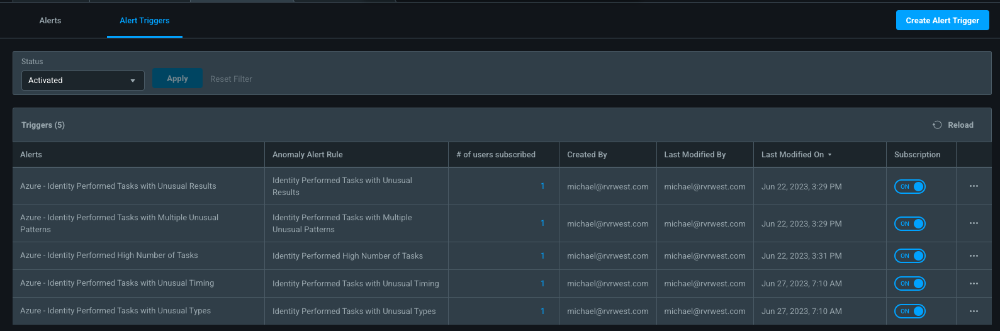 Alerts
Alert Triggers
Create Alert Trigger
Status
Activated
Apply
Reset Filter
Triggers (5)
Reload
Alerts
Anomaly Alert Rule
# of users subscribed
Created By
Last Modified By
Last Modified On
Subscription
Azure - Identity Performed Tasks with Unusual Results
Identity Performed Tasks with Unusual
Results
1
michael@rvrwest.com
michael@rvrwest.com
Jun 22, 2023, 3:29 PM
ON
Azure - Identity Performed Tasks with Multiple Unusual
Patterns
Identity Performed Tasks with Multiple
Unusual Patterns
1
michael@rvrwest.com
michael@rvrwest.com
Jun 22, 2023, 3:29 PM
ON
Azure - Identity Performed High Number of Tasks
Identity Performed High Number of Tasks
1
michael@rvrwest.com
michael@rvrwest.com
Jun 22, 2023, 3:31 PM
ON
Azure - Identity Performed Tasks with Unusual Timing
Identity Performed Tasks with Unusual Timing
1
michael@rvrwest.com
michael@rvrwest.com
Jun 27, 2023, 7:10 AM
ON
Azure - Identity Performed Tasks with Unusual Types
Identity Performed Tasks with Unusual Types
1
michael@rvrwest.com
michael@rvrwest.com
Jun 27, 2023, 7:10 AM
ON